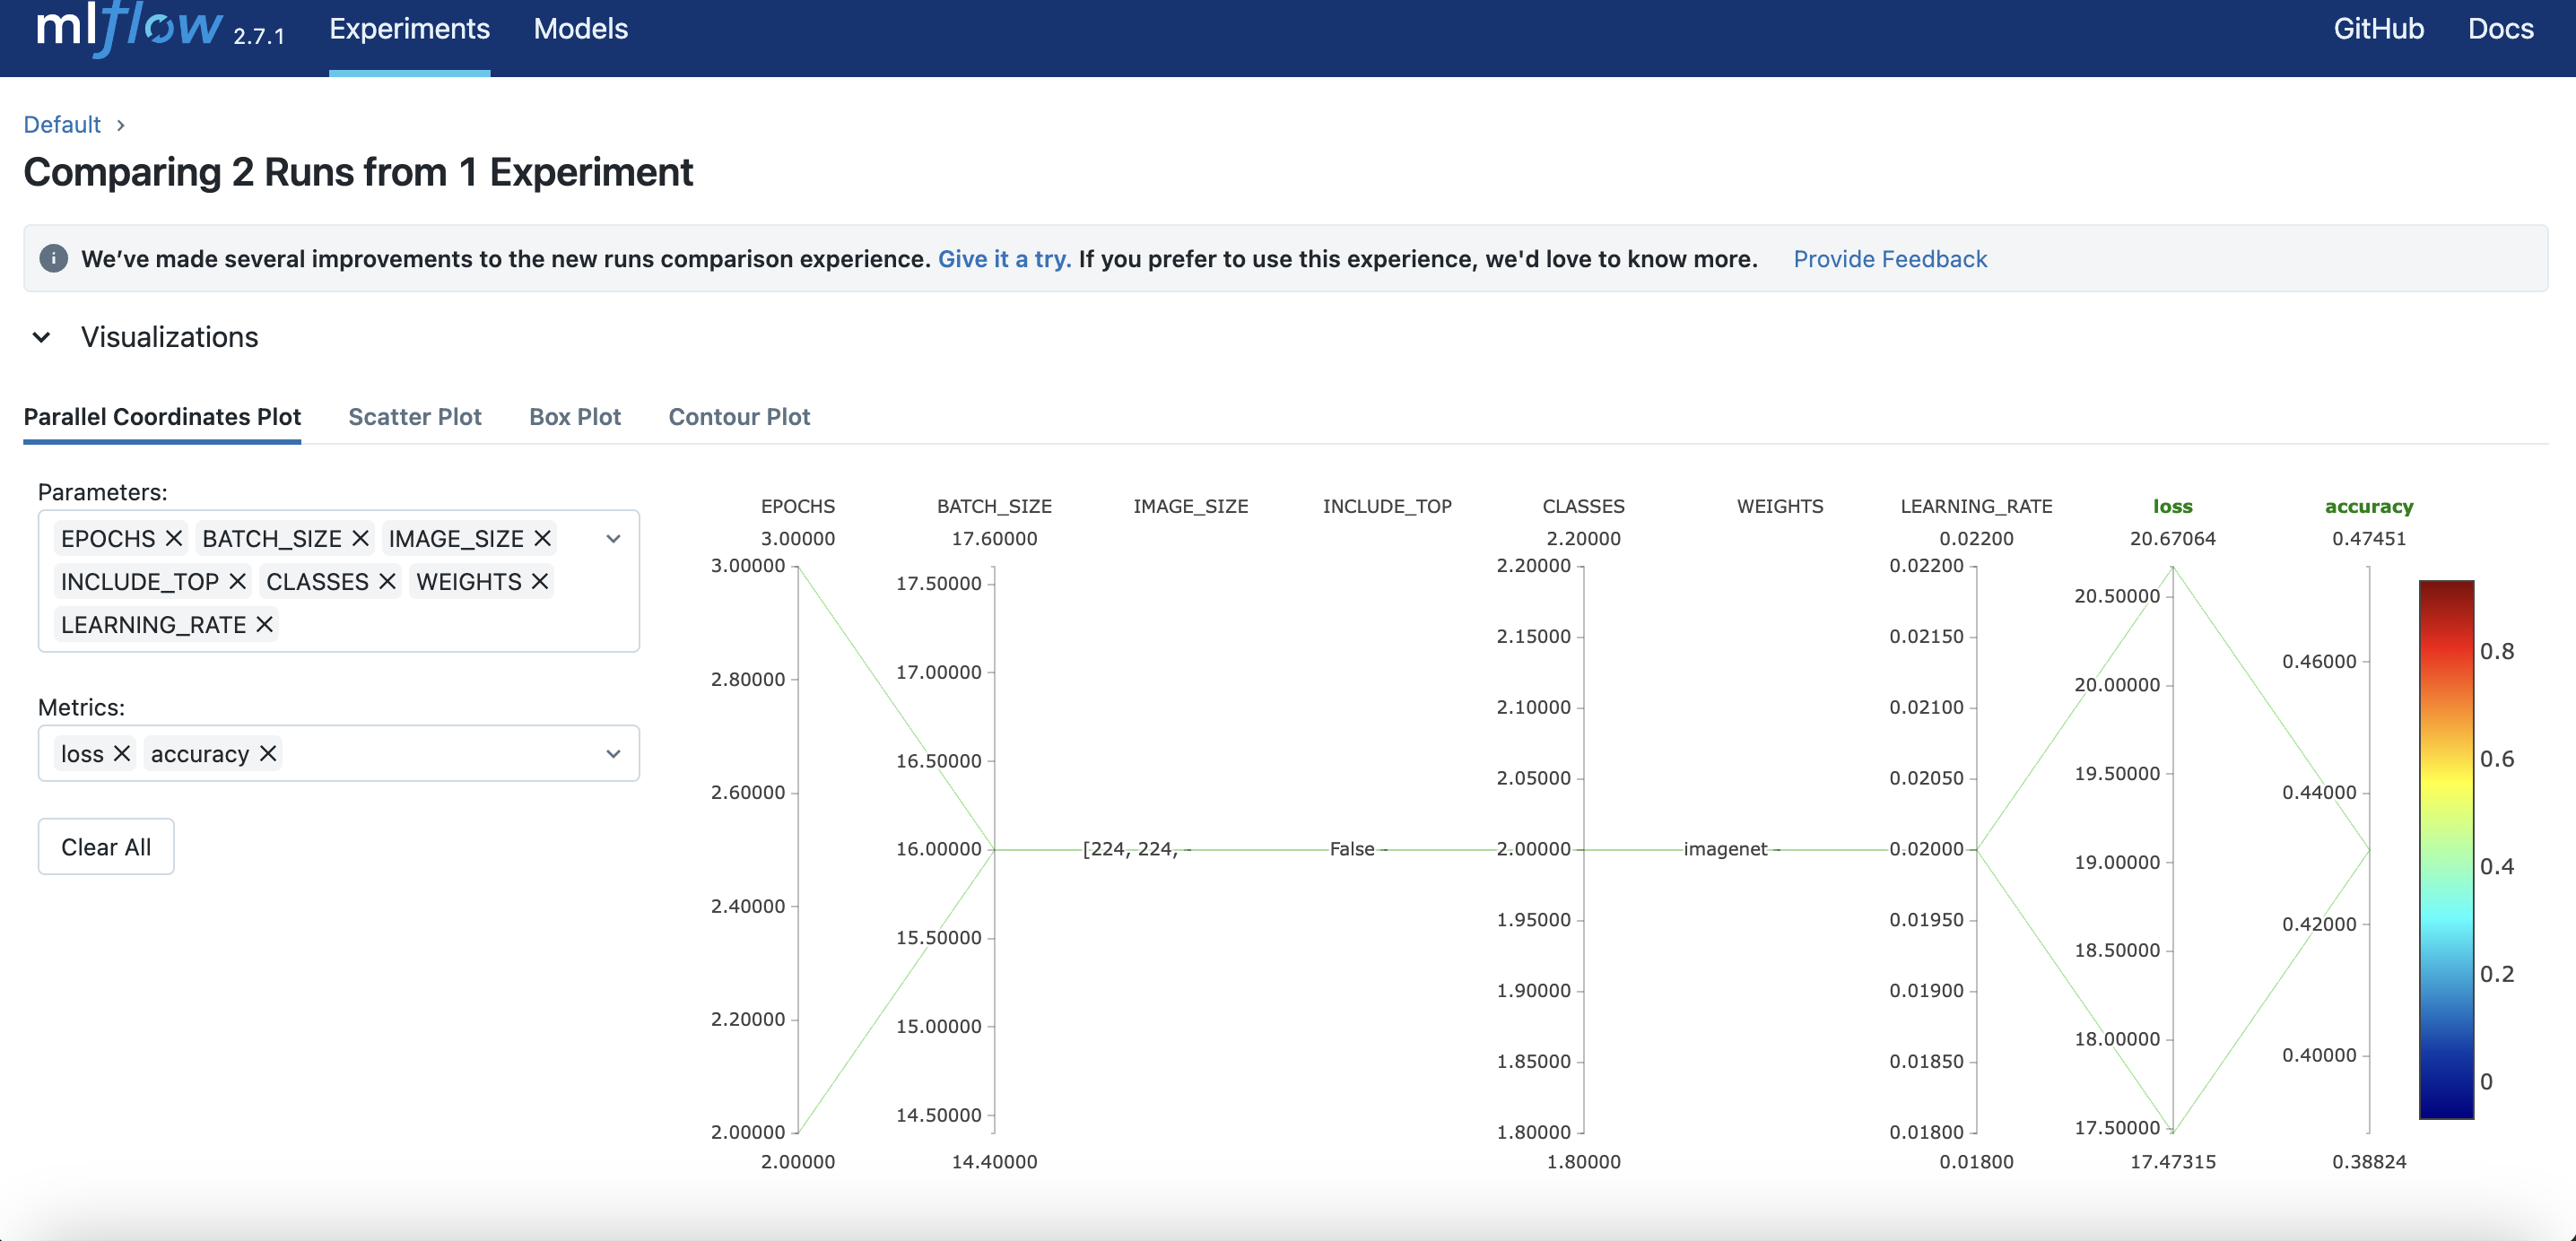 mlflow 2.7.1 Experiments Models GitHub Docs
Default ›
Comparing 2 Runs from 1 Experiment
We’ve made several improvements to the new runs comparison experience. Give it a try. If you prefer to use this experience, we'd love to know more. Provide Feedback
Visualizations
Parallel Coordinates Plot Scatter Plot Box Plot Contour Plot
Parameters:
EPOCHS × BATCH_SIZE × IMAGE_SIZE ×
INCLUDE_TOP × CLASSES × WEIGHTS ×
LEARNING_RATE ×
Metrics:
loss × accuracy ×
Clear All
EPOCHS
3.00000
3.00000
2.80000
2.60000
2.40000
2.20000
2.00000
2.00000
BATCH_SIZE
17.60000
17.50000
17.00000
16.50000
16.00000
15.50000
15.00000
14.50000
14.40000
IMAGE_SIZE
[224, 224,
INCLUDE_TOP
False
CLASSES
2.20000
2.20000
2.15000
2.10000
2.05000
2.00000
1.95000
1.90000
1.85000
1.80000
1.80000
WEIGHTS
imagenet
LEARNING_RATE
0.02200
0.02200
0.02150
0.02100
0.02050
0.02000
0.01950
0.01900
0.01850
0.01800
0.01800
loss
20.67064
20.50000
20.00000
19.50000
19.00000
18.50000
18.00000
17.50000
17.47315
accuracy
0.47451
0.46000
0.44000
0.42000
0.40000
0.38824
0.8
0.6
0.4
0.2
0